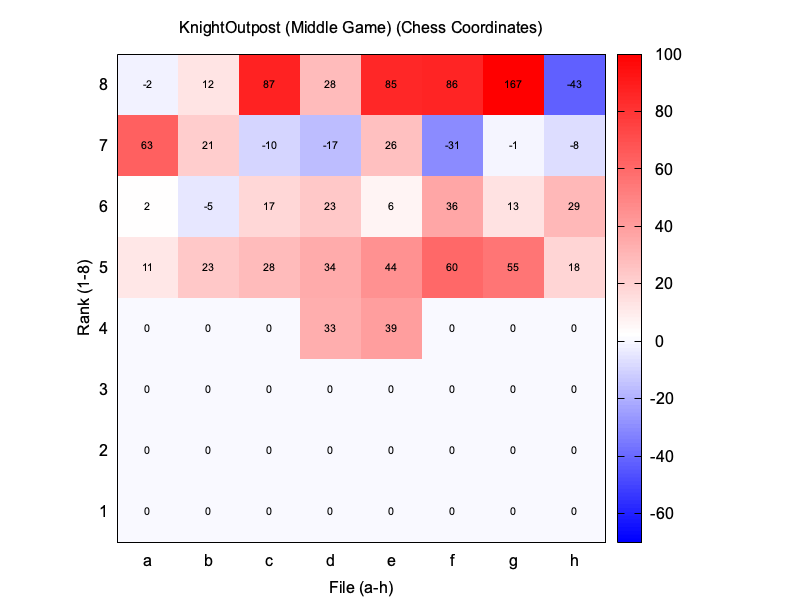 KnightOutpost (Middle Game) (Chess Coordinates)
8 -2 12 87 28 85 86 167 -43
7 63 21 -10 -17 26 -31 -1 -8
6 2 -5 17 23 6 36 13 29
5 11 23 28 34 44 60 55 18
4 0 0 0 33 39 0 0 0
3 0 0 0 0 0 0 0 0
2 0 0 0 0 0 0 0 0
1 0 0 0 0 0 0 0 0
a b c d e f g h
File (a-h)
Rank (1-8)
100
80
60
40
20
0
-20
-40
-60